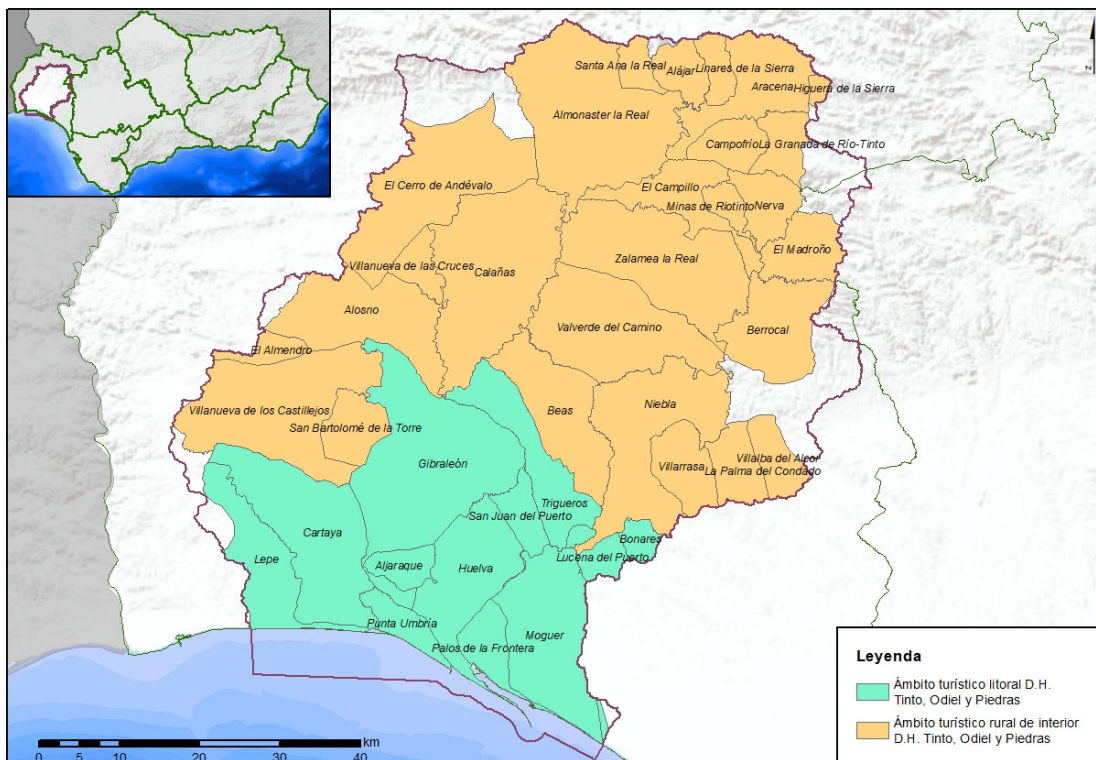 Santa Ana la Real
Alájar
Linares de la Sierra
Aracena
Higuera de la Sierra
Almonaster la Real
Campofrío
La Granada de Río-Tinto
El Cerro de Andévalo
El Campillo
Minas de Riotinto
Nerva
El Madroño
Villanueva de las Cruces
Calañas
Zalamea la Real
Alosno
Valverde del Camino
Berrocal
El Almendro
Villanueva de los Castillejos
San Bartolomé de la Torre
Beas
Niebla
Gibraleón
Villarrasa
Villalba del Alcor
La Palma del Condado
Trigueros
San Juan del Puerto
Cartaya
Bonares
Lucena del Puerto
Lepe
Aljaraque
Huelva
Punta Umbría
Moguer
Palos de la Frontera
Leyenda
Ámbito turístico litoral D.H.
Tinto, Odiel y Piedras
Ámbito turístico rural de interior
D.H. Tinto, Odiel y Piedras
km
0 5 10 20 30 40
z